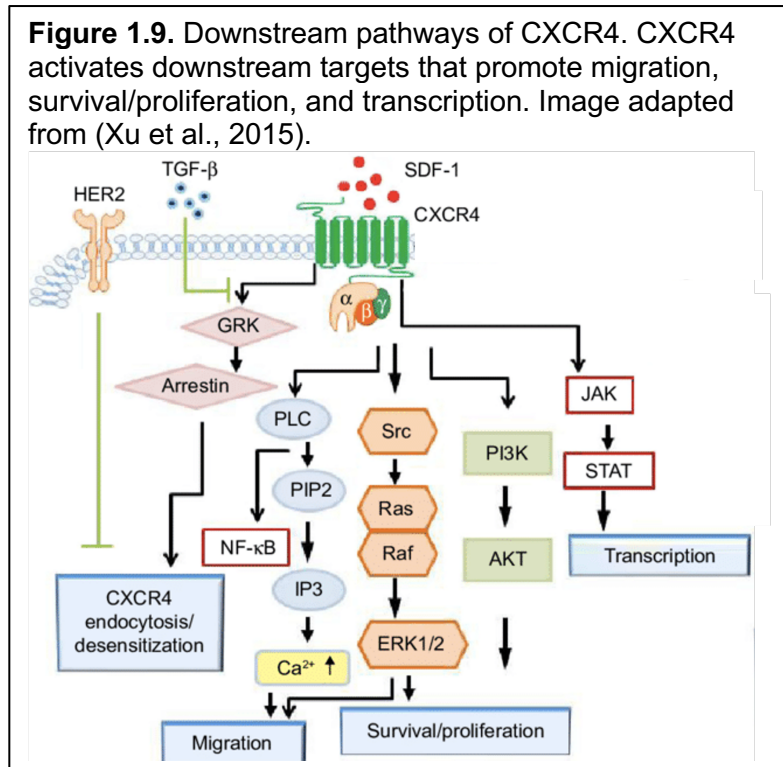 Figure 1.9. Downstream pathways of CXCR4. CXCR4
activates downstream targets that promote migration,
survival/proliferation, and transcription. Image adapted
from (Xu et al., 2015).
HER2
TGF-β
SDF-1
CXCR4
α
β
γ
GRK
Arrestin
PLC
Src
JAK
PI3K
STAT
PIP2
Ras
NF-κB
Raf
AKT
Transcription
CXCR4
endocytosis/
desensitization
IP3
ERK1/2
Ca²⁺ ↑
Migration
Survival/proliferation